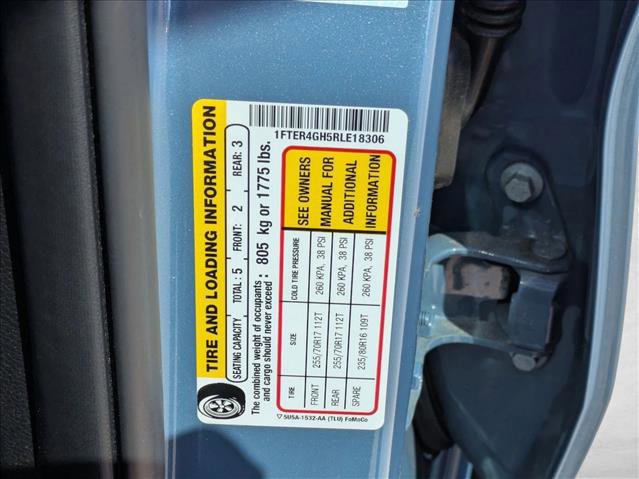 1FTER4GH5RLE18306
TIRE AND LOADING INFORMATION
SEATING CAPACITY TOTAL: 5 FRONT: 2 REAR: 3
The combined weight of occupants
and cargo should never exceed : 805 kg or 1775 lbs.
TIRE SIZE COLD TIRE PRESSURE
FRONT 255/70R17 112T 260 KPA, 38 PSI
REAR 255/70R17 112T 260 KPA, 38 PSI
SPARE 235/80R16 109T 260 KPA, 38 PSI
SEE OWNERS
MANUAL FOR
ADDITIONAL
INFORMATION
5U5A-1532-AA (TLU) FoMoCo